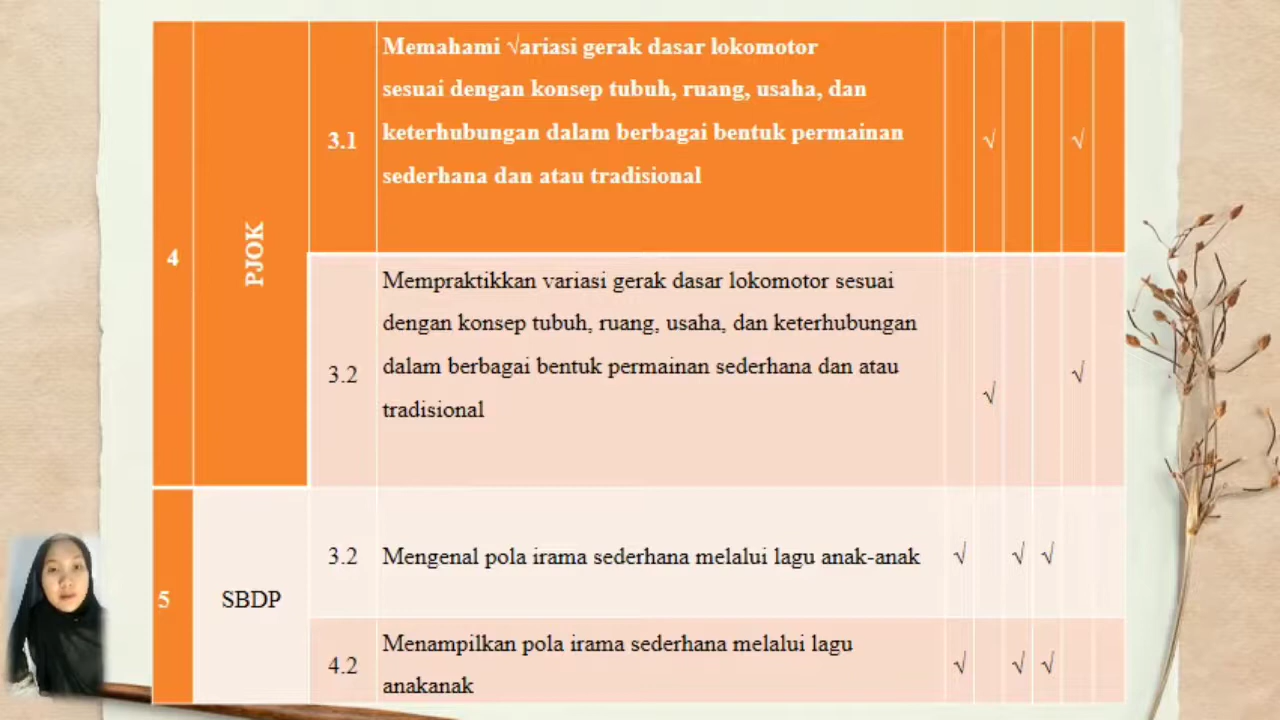 4
PJOK
3.1
Memahami √ariasi gerak dasar lokomotor
sesuai dengan konsep tubuh, ruang, usaha, dan
keterhubungan dalam berbagai bentuk permainan
sederhana dan atau tradisional
√ √
3.2
Mempraktikkan variasi gerak dasar lokomotor sesuai
dengan konsep tubuh, ruang, usaha, dan keterhubungan
dalam berbagai bentuk permainan sederhana dan atau
tradisional
√ √
5
SBDP
3.2 Mengenal pola irama sederhana melalui lagu anak-anak √ √ √
4.2
Menampilkan pola irama sederhana melalui lagu
anakanak
√ √ √